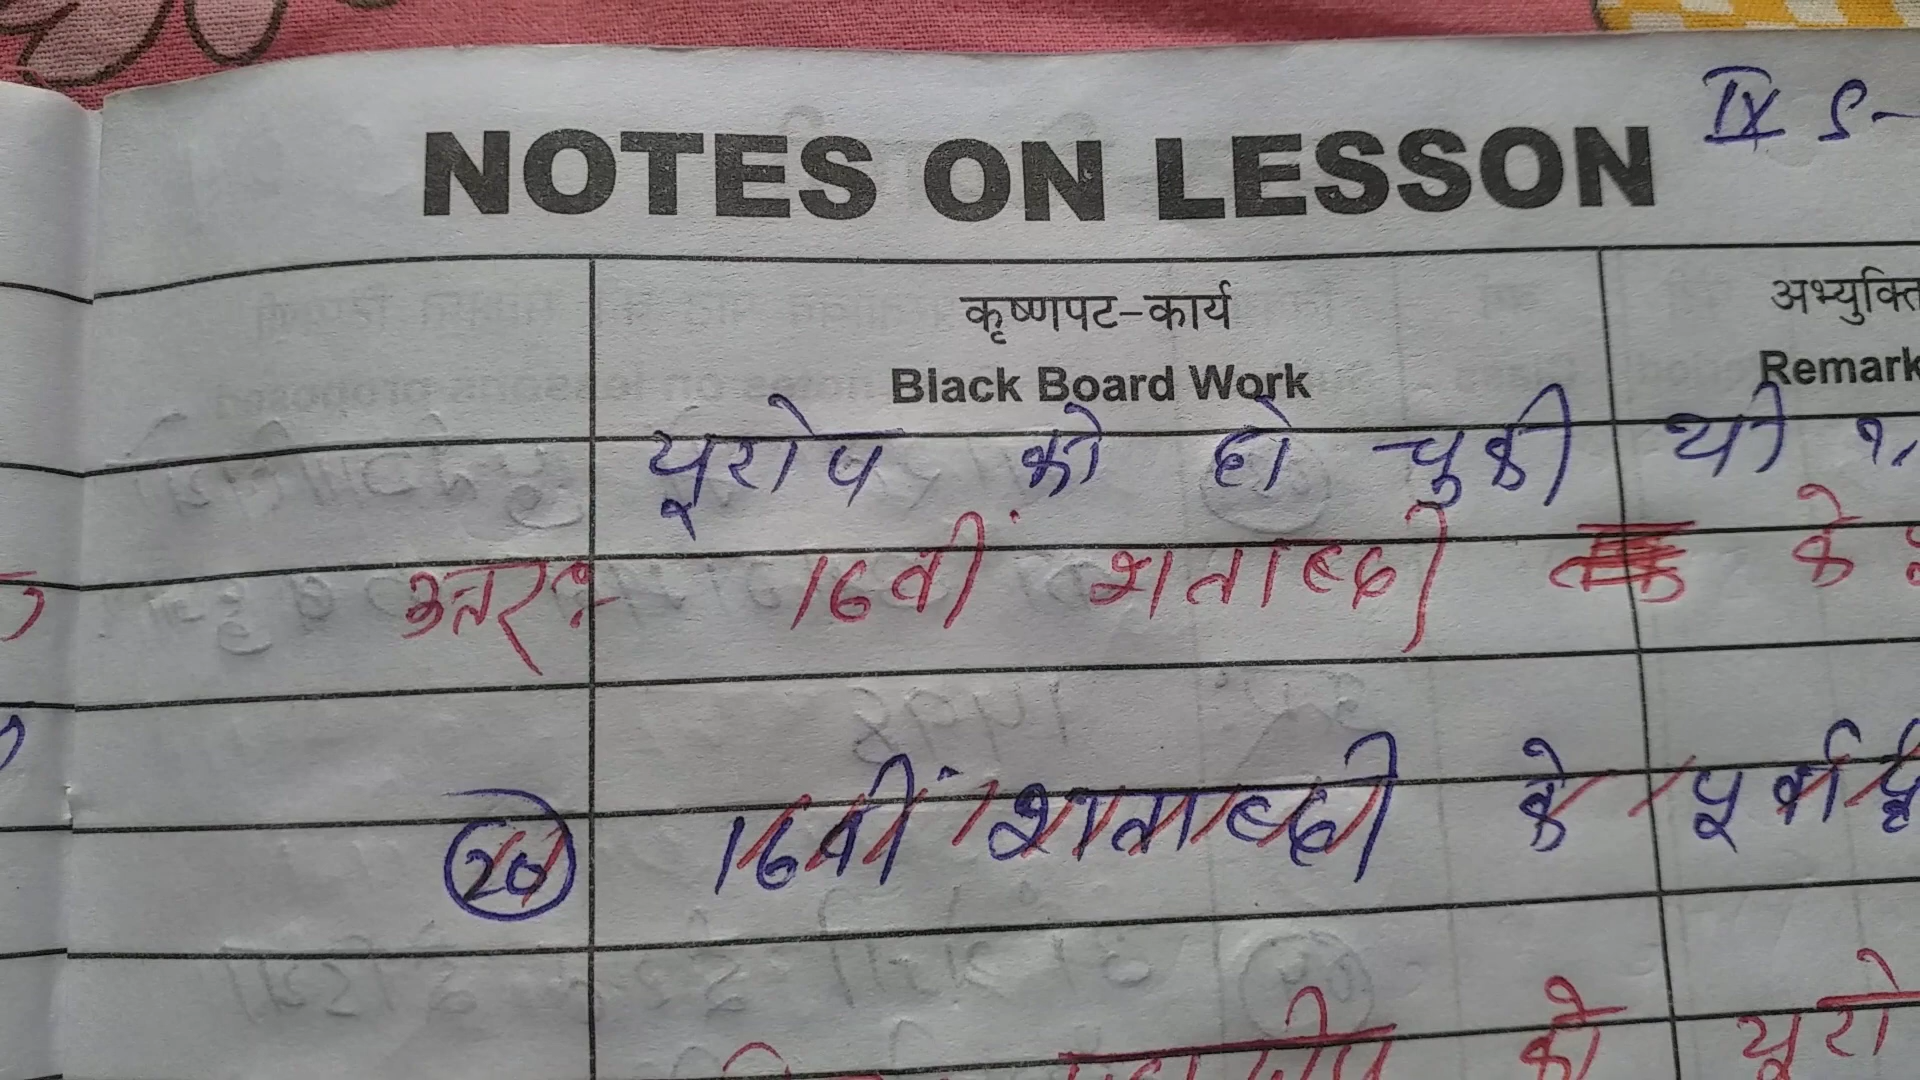 IX S-
NOTES ON LESSON
कृष्णपट-कार्य
अभ्युक्ति
Black Board Work
Remark
यूरोप को हो चुकी थी ?
उत्तर:- 16वीं शताब्दी के
20 16वीं शताब्दी के पूर्वार्द्ध
को यूरो